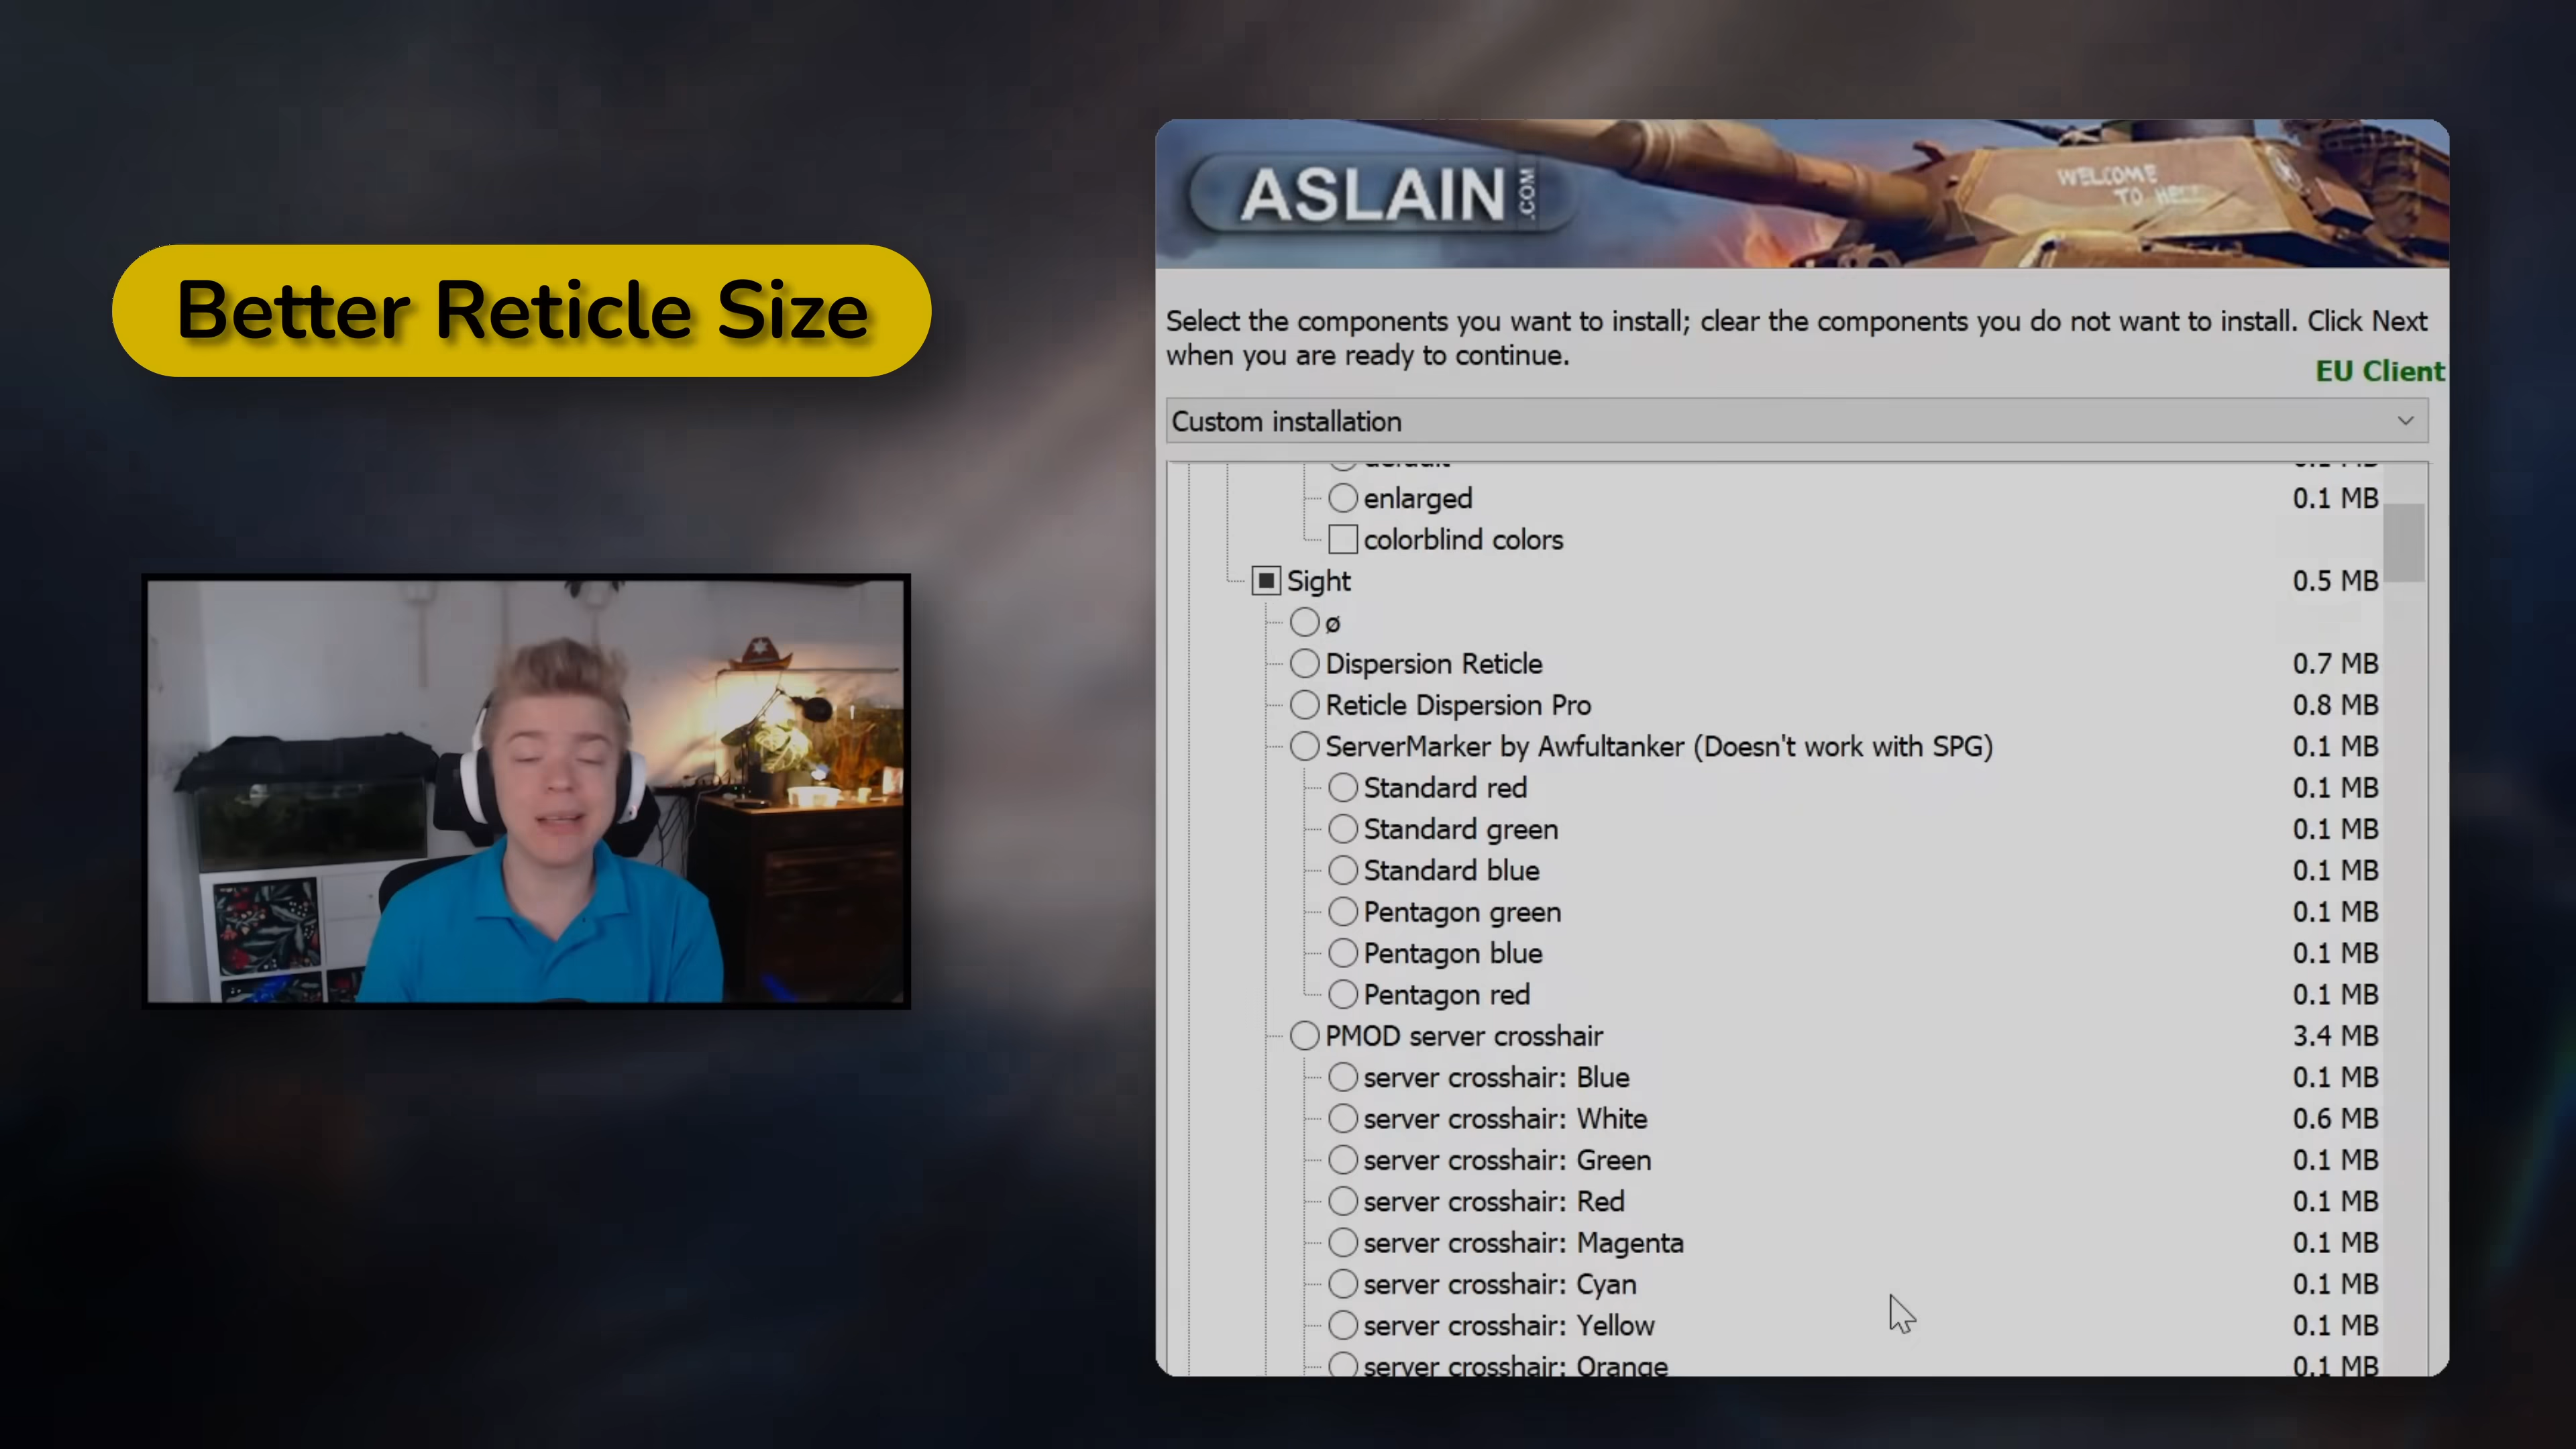 Better Reticle Size
ASLAIN.COM
WELCOME
TO HELL
Select the components you want to install; clear the components you do not want to install. Click Next
when you are ready to continue.
EU Client
Custom installation
default 0.1 MB
enlarged 0.1 MB
colorblind colors
Sight 0.5 MB
ø
Dispersion Reticle 0.7 MB
Reticle Dispersion Pro 0.8 MB
ServerMarker by Awfultanker (Doesn't work with SPG) 0.1 MB
Standard red 0.1 MB
Standard green 0.1 MB
Standard blue 0.1 MB
Pentagon green 0.1 MB
Pentagon blue 0.1 MB
Pentagon red 0.1 MB
PMOD server crosshair 3.4 MB
server crosshair: Blue 0.1 MB
server crosshair: White 0.6 MB
server crosshair: Green 0.1 MB
server crosshair: Red 0.1 MB
server crosshair: Magenta 0.1 MB
server crosshair: Cyan 0.1 MB
server crosshair: Yellow 0.1 MB
server crosshair: Orange 0.1 MB